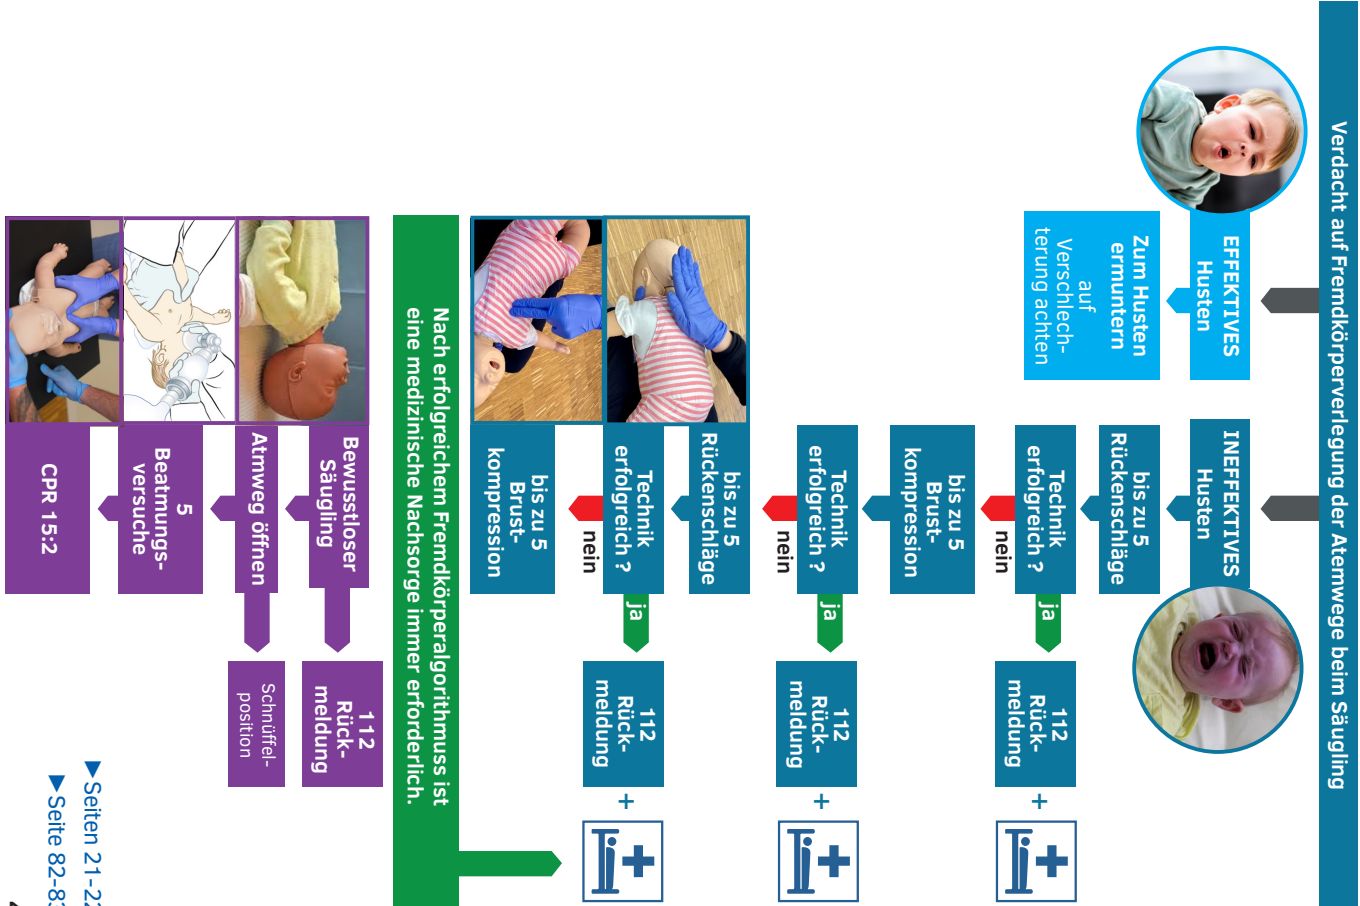 Verdacht auf Fremdkörperverlegung der Atemwege beim Säugling
EFFEKTIVES
Husten
Zum Husten
ermuntern
auf
Verschlech-
terung achten
INEFFEKTIVES
Husten
bis zu 5
Rückenschläge
Technik
erfolgreich ?
ja
112
Rück-
meldung
+
nein
bis zu 5
Brust-
kompression
Technik
erfolgreich ?
ja
112
Rück-
meldung
+
nein
bis zu 5
Rückenschläge
Technik
erfolgreich ?
ja
112
Rück-
meldung
+
nein
bis zu 5
Brust-
kompression
Nach erfolgreichem Fremdkörperalgorithmuss ist
eine medizinische Nachsorge immer erforderlich.
Bewusstloser
Säugling
112
Rück-
meldung
Atmweg öffnen
Schnüffel-
position
5
Beatmungs-
versuche
CPR 15:2
▶Seiten 21-22
▶Seite 82-83